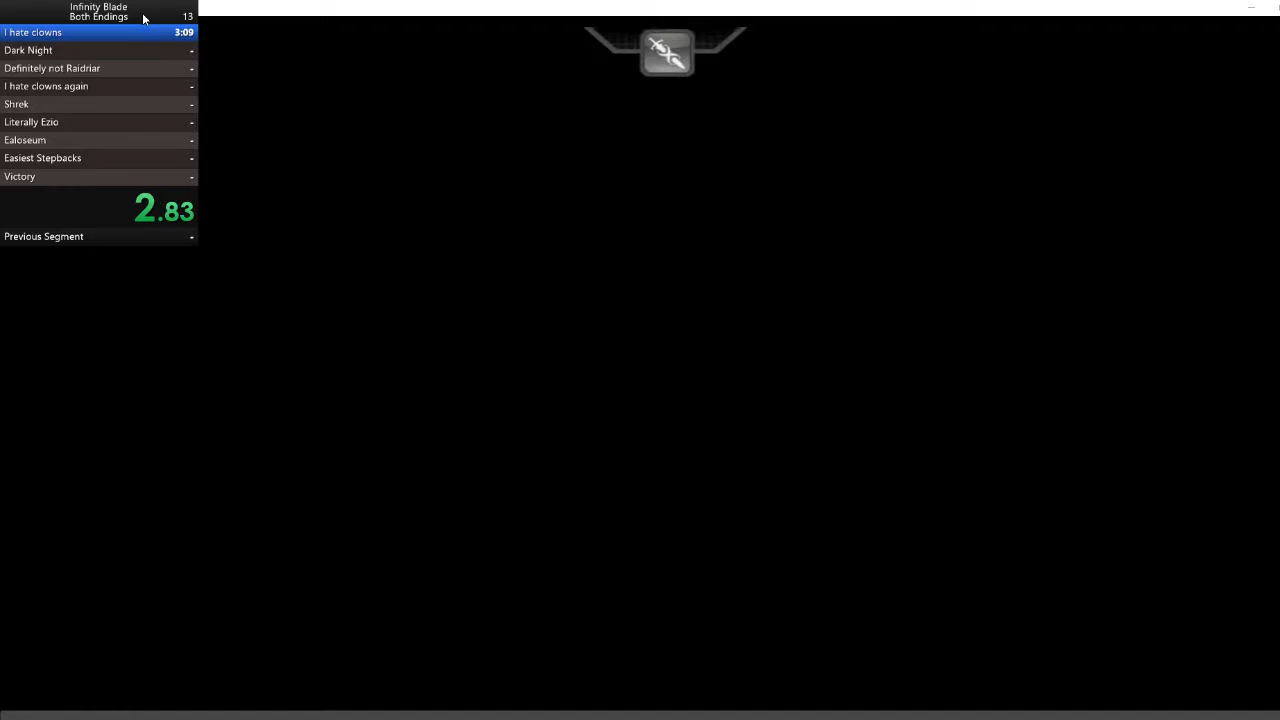 Infinity Blade
Both Endings 13
I hate clowns 3:09
Dark Night -
Definitely not Raidriar -
I hate clowns again -
Shrek -
Literally Ezio -
Ealoseum -
Easiest Stepbacks -
Victory -
2.83
Previous Segment -